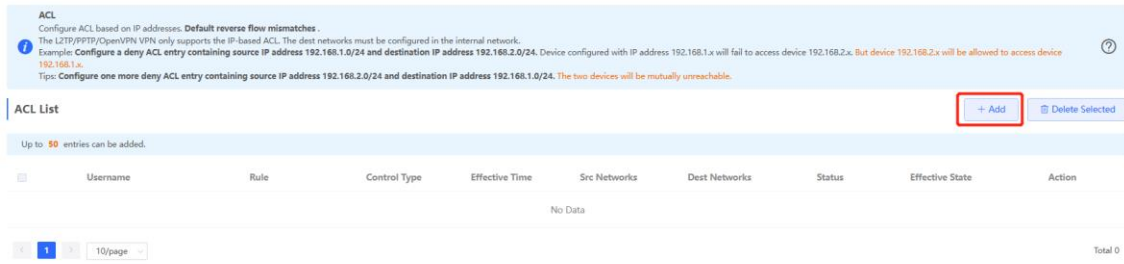 ACL
Configure ACL based on IP addresses. Default reverse flow mismatches .
The L2TP/PPTP/OpenVPN VPN only supports the IP-based ACL. The dest networks must be configured in the internal network.
Example: Configure a deny ACL entry containing source IP address 192.168.1.0/24 and destination IP address 192.168.2.0/24. Device configured with IP address 192.168.1.x will fail to access device 192.168.2.x. But device 192.168.2.x will be allowed to access device
192.168.1.x.
Tips: Configure one more deny ACL entry containing source IP address 192.168.2.0/24 and destination IP address 192.168.1.0/24. The two devices will be mutually unreachable.
ACL List + Add Delete Selected
Up to 50 entries can be added.
Username Rule Control Type Effective Time Src Networks Dest Networks Status Effective State Action
No Data
< 1 > 10/page Total 0